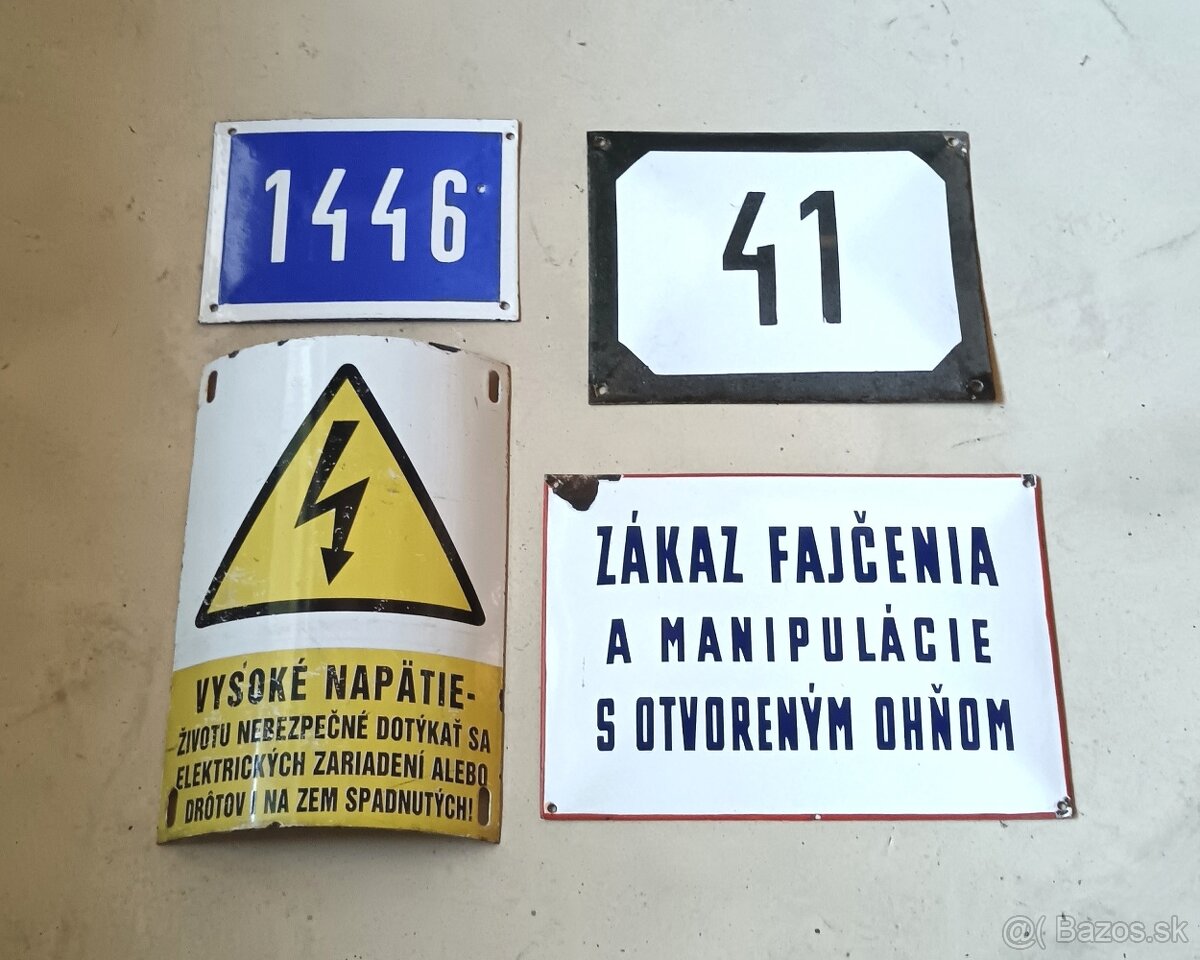 1446
41
VYSOKÉ NAPÄTIE-
ŽIVOTU NEBEZPEČNÉ DOTÝKAŤ SA
ELEKTRICKÝCH ZARIADENÍ ALEBO
DRÔTOV I NA ZEM SPADNUTÝCH!
ZÁKAZ FAJČENIA
A MANIPULÁCIE
S OTVORENÝM OHŇOM
@( Bazos.sk